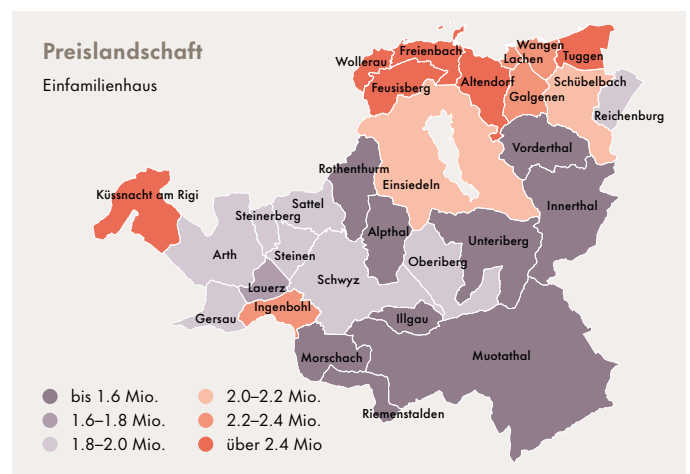 Preislandschaft
Einfamilienhaus
Wangen
Freienbach
Lachen
Tuggen
Wollerau
Feusisberg
Altendorf
Schübelbach
Galgenen
Reichenburg
Vorderthal
Rothenthurm
Einsiedeln
Küssnacht am Rigi
Sattel
Innerthal
Steinerberg
Alpthal
Unteriberg
Arth
Steinen
Oberiberg
Schwyz
Lauerz
Ingenbohl
Gersau
Illgau
Morschach
Muotathal
Riemenstalden
bis 1.6 Mio.
1.6–1.8 Mio.
1.8–2.0 Mio.
2.0–2.2 Mio.
2.2–2.4 Mio.
über 2.4 Mio